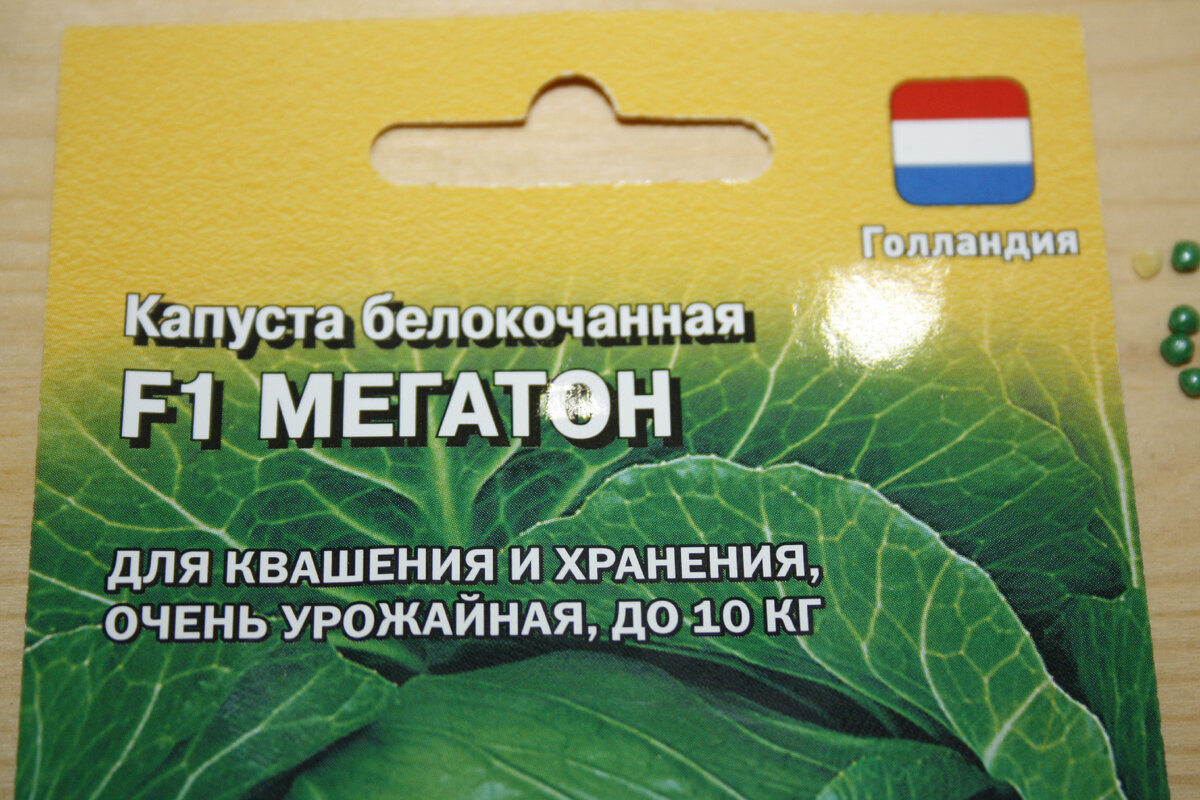 Голландия
Капуста белокочанная
F1 МЕГАТОН
ДЛЯ КВАШЕНИЯ И ХРАНЕНИЯ,
ОЧЕНЬ УРОЖАЙНАЯ, ДО 10 КГ